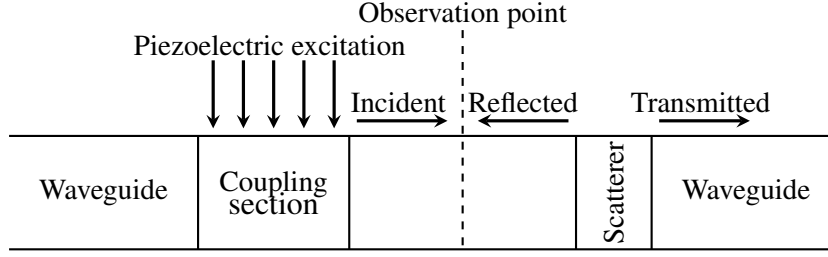 Observation point
Piezoelectric excitation
Incident
Reflected
Transmitted
Waveguide
Coupling
section
Scatterer
Waveguide